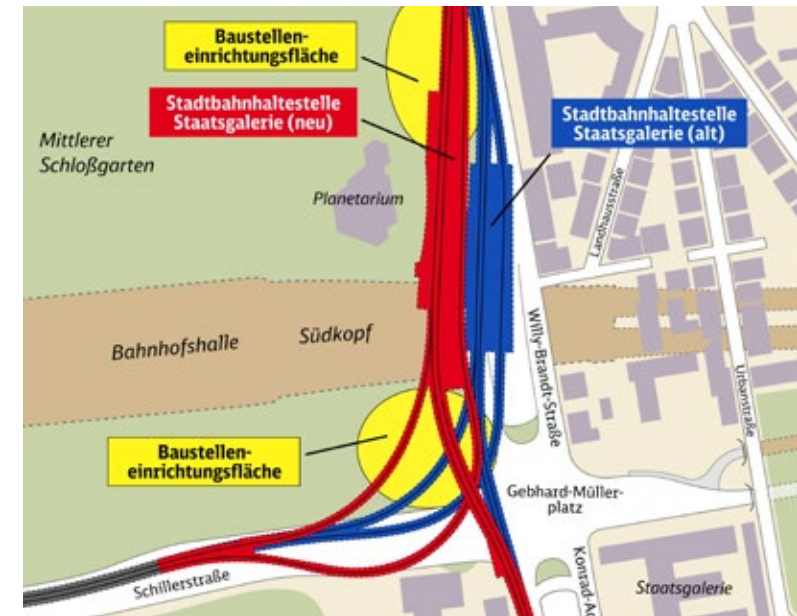 Baustellen-
einrichtungsfläche
Stadtbahnhaltestelle
Staatsgalerie (neu)
Stadtbahnhaltestelle
Staatsgalerie (alt)
Mittlerer
Schloßgarten
Planetarium
Landhausstraße
Bahnhofshalle
Südkopf
Willy-Brandt-Straße
Urbanstraße
Baustellen-
einrichtungsfläche
Gebhard-Müller-
platz
Schillerstraße
Konrad-A
Staatsgalerie